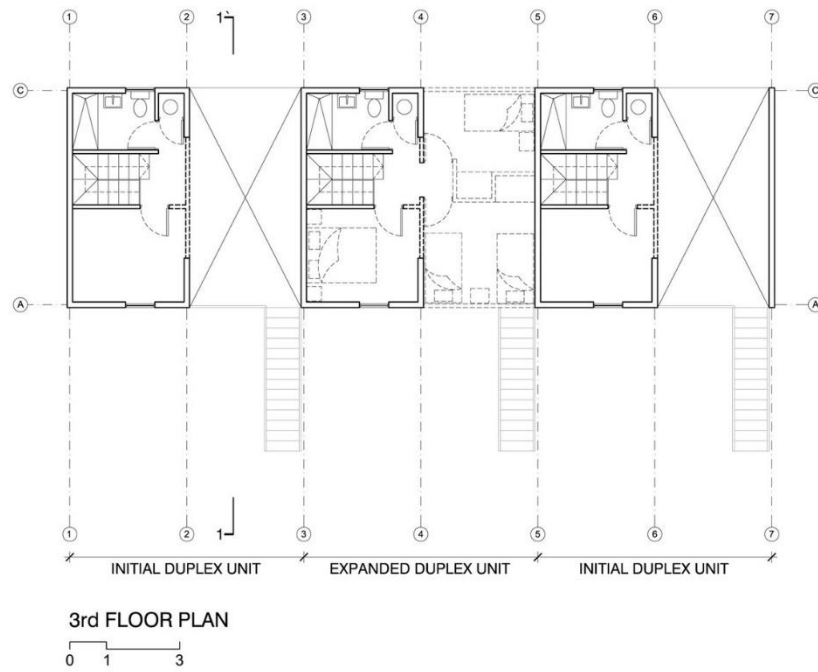 1 2 1` 3 4 5 6 7
C C
A A
1 2 1 3 4 5 6 7
INITIAL DUPLEX UNIT EXPANDED DUPLEX UNIT INITIAL DUPLEX UNIT
3rd FLOOR PLAN
0 1 3